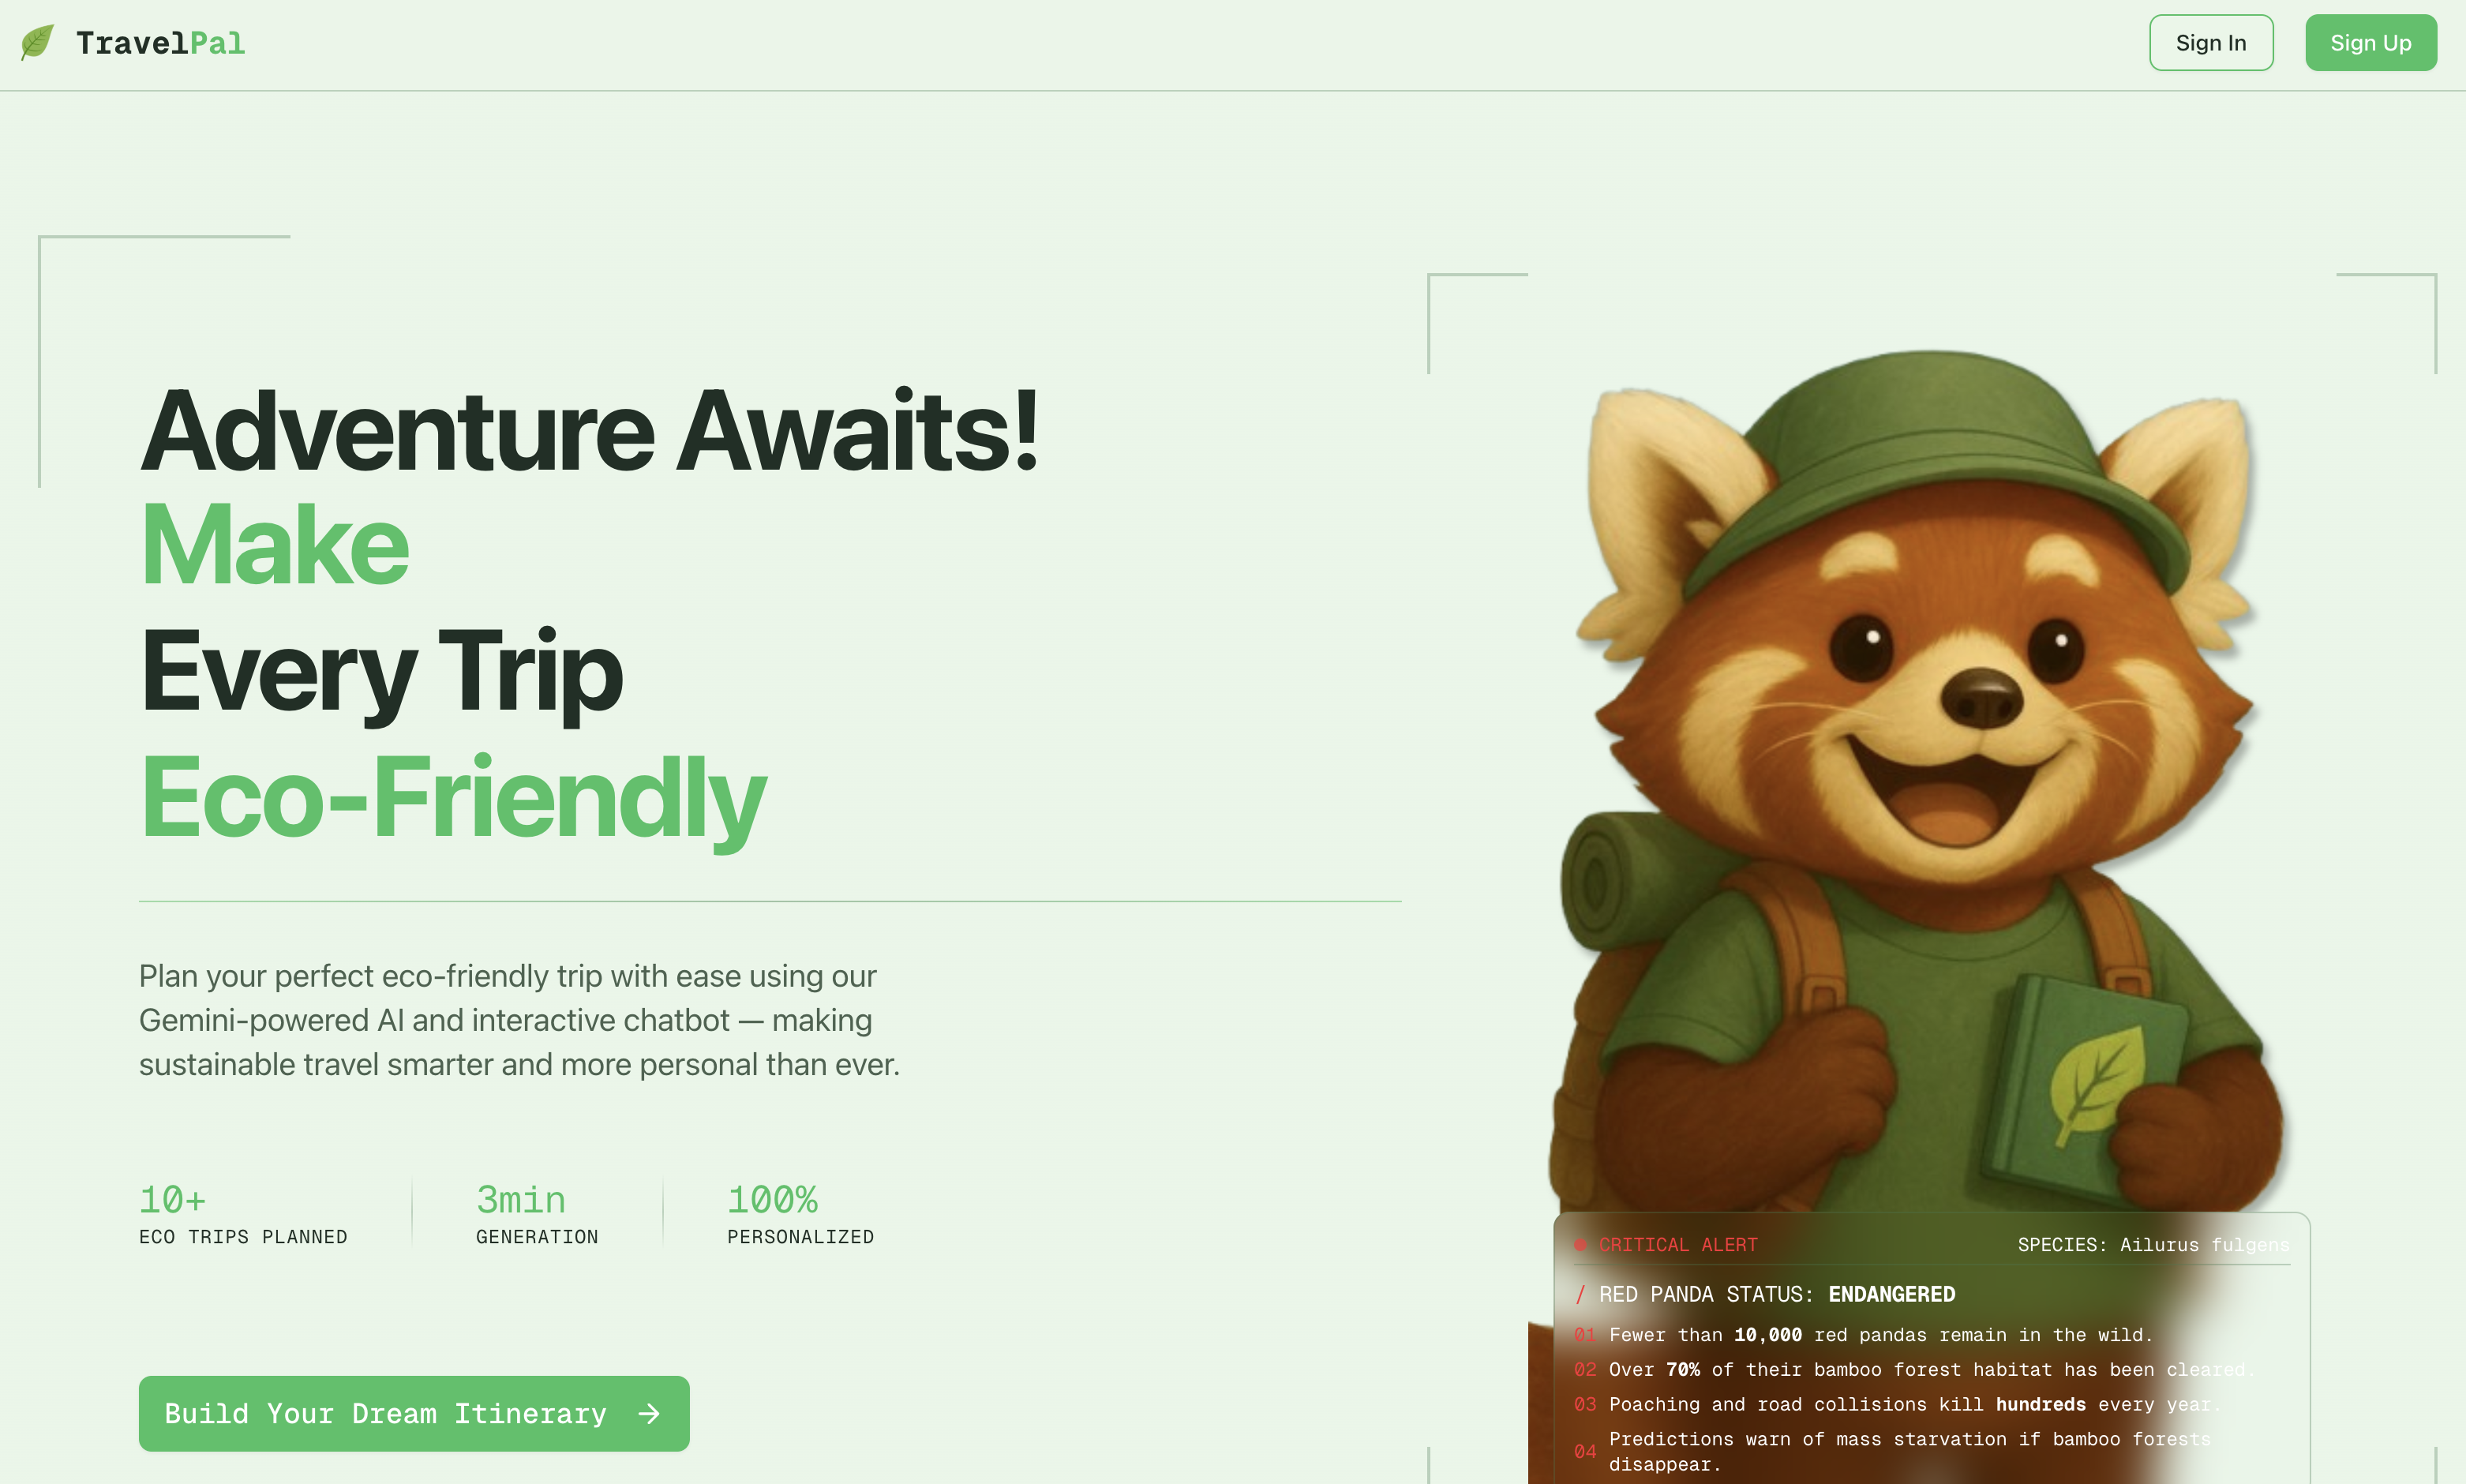 TravelPal
Sign In
Sign Up
Adventure Awaits!
Make
Every Trip
Eco-Friendly
Plan your perfect eco-friendly trip with ease using our
Gemini-powered AI and interactive chatbot — making
sustainable travel smarter and more personal than ever.
10+
ECO TRIPS PLANNED
3min
GENERATION
100%
PERSONALIZED
Build Your Dream Itinerary →
CRITICAL ALERT
SPECIES: Ailurus fulgens
/ RED PANDA STATUS: ENDANGERED
01 Fewer than 10,000 red pandas remain in the wild.
02 Over 70% of their bamboo forest habitat has been cleared.
03 Poaching and road collisions kill hundreds every year.
04 Predictions warn of mass starvation if bamboo forests
disappear.